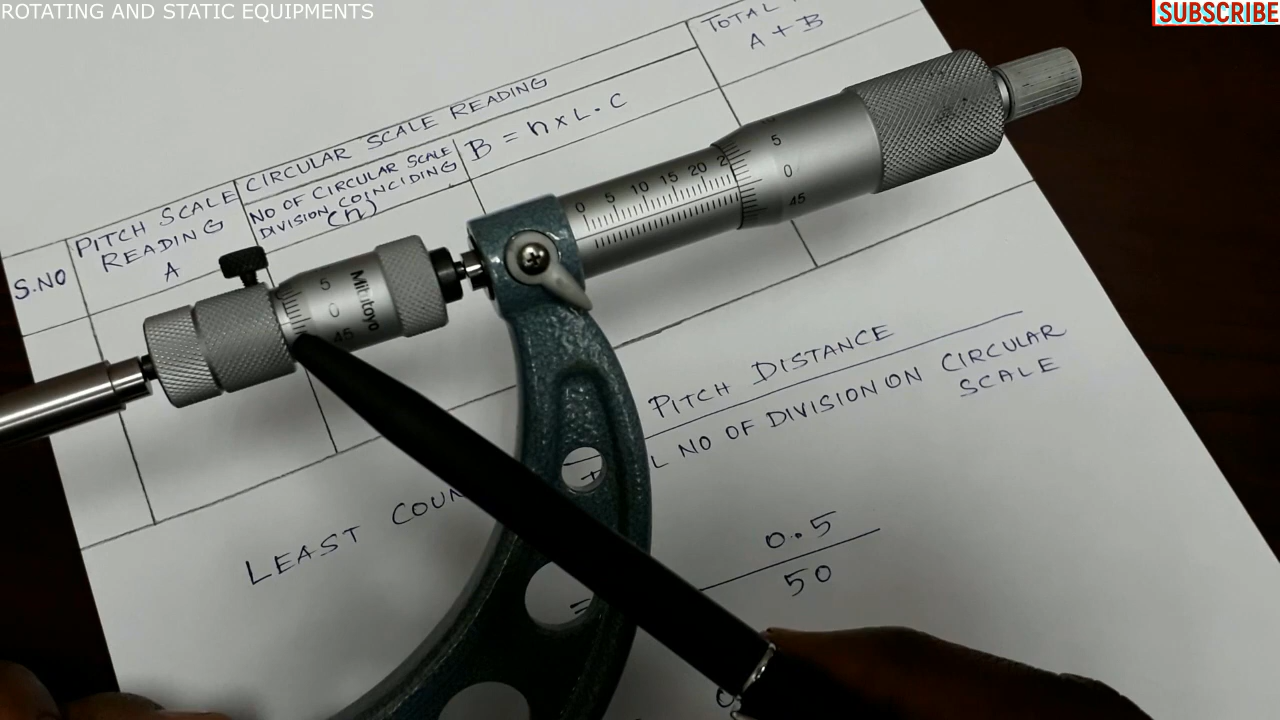 ROTATING AND STATIC EQUIPMENTS
SUBSCRIBE
TOTAL
A + B
CIRCULAR SCALE READING
PITCH SCALE
READING
A
NO OF CIRCULAR SCALE
DIVISION COINCIDING
(n)
B = n x L . C
S.NO
0 5 10 15 20 2
5
0
45
5
0
45
Mitutoyo
PITCH DISTANCE
L NO OF DIVISION ON CIRCULAR
SCALE
LEAST COUN
=
0.5
50